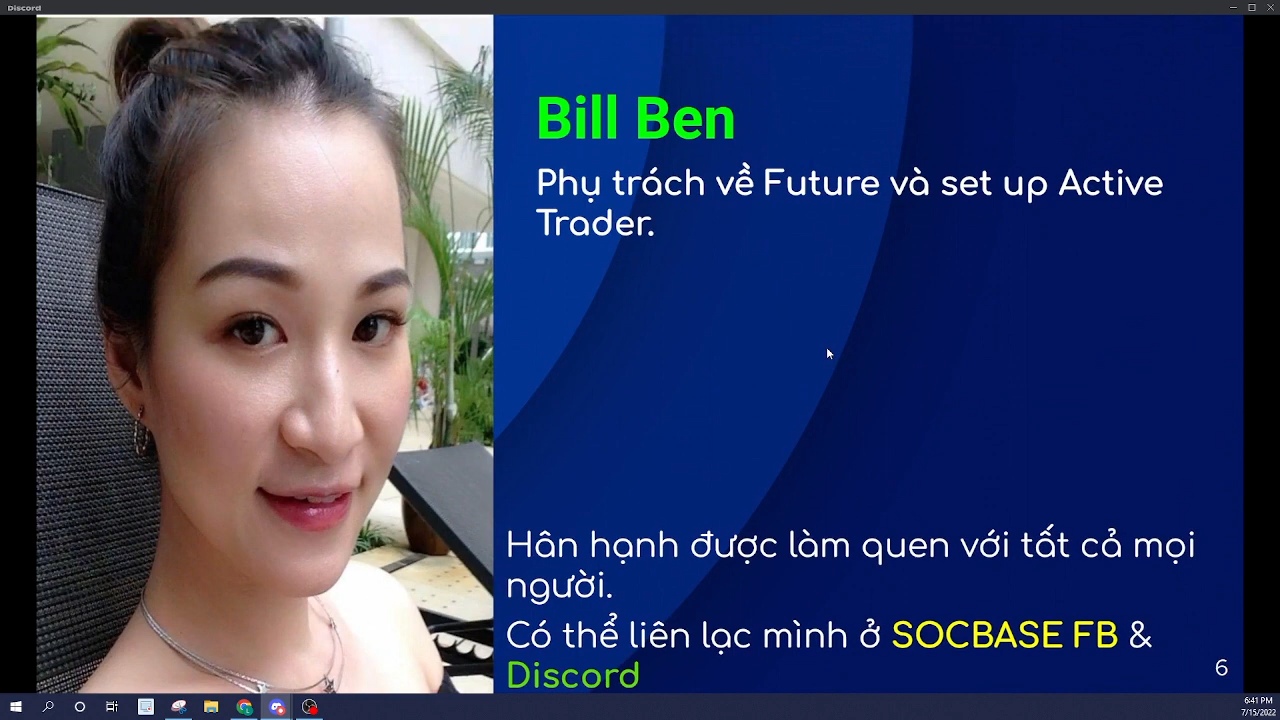 Discord
Bill Ben
Phụ trách về Future và set up Active
Trader.
Hân hạnh được làm quen với tất cả mọi
người.
Có thể liên lạc mình ở SOCBASE FB &
Discord
6
6:41 PM
7/15/2022